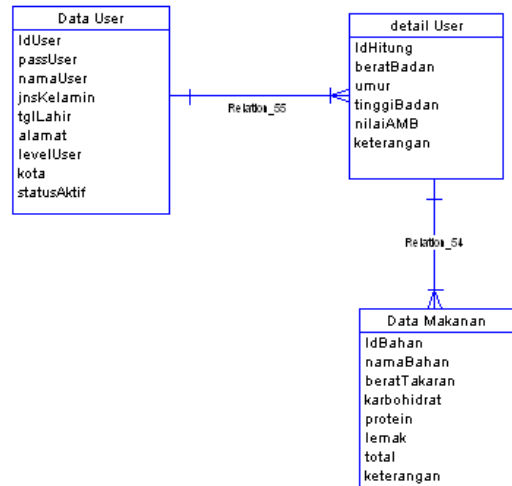 Data User
IdUser
passUser
namaUser
jnsKelamin
tglLahir
alamat
levelUser
kota
statusAktif
Relation_55
detail User
IdHitung
beratBadan
umur
tinggiBadan
nilaiAMB
keterangan
Relation_54
Data Makanan
IdBahan
namaBahan
beratTakaran
karbohidrat
protein
lemak
total
keterangan